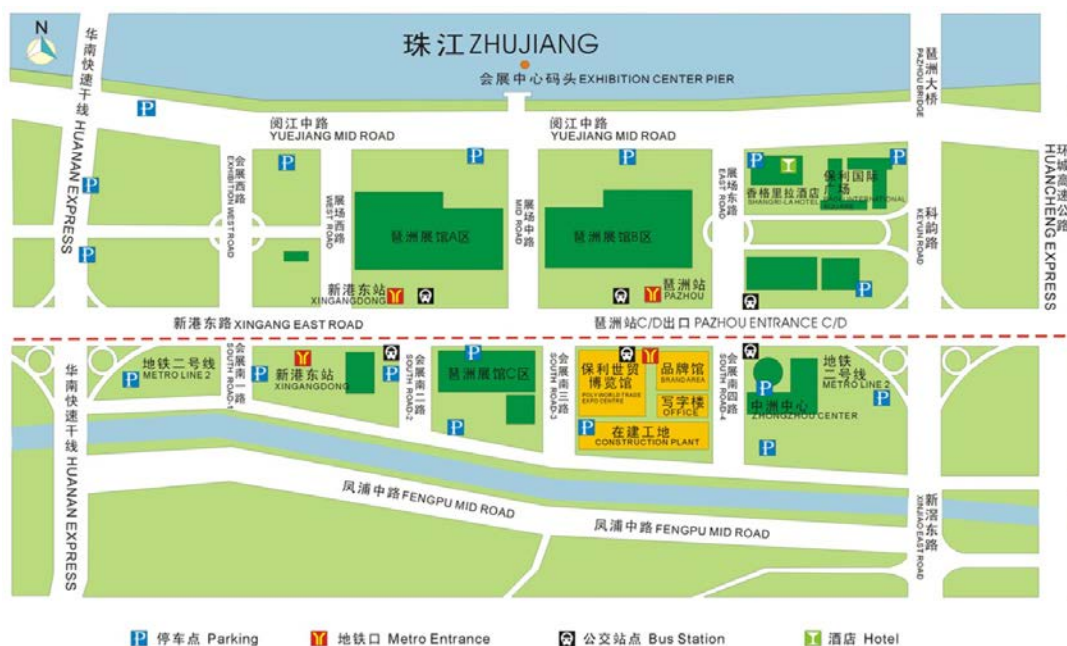 N
珠江 ZHUJIANG
会展中心码头 EXHIBITION CENTER PIER
华南快速干线 HUANAN EXPRESS
琶洲大桥
PAZHOU BRIDGE
阅江中路
YUEJIANG MID ROAD
阅江中路
YUEJIANG MID ROAD
环城高速公路
HUANCHENG EXPRESS
会展西路
EXHIBITION WEST ROAD
展场西路
WEST ROAD
琶洲展馆A区
展场中路
MID ROAD
琶洲展馆B区
展场东路
EAST ROAD
香格里拉酒店
SHANGRI-LA HOTEL
保利国际
广场
INTERNATIONAL
科韵路
KEYUN ROAD
新港东站
XINGANGDONG
琶洲站
PAZHOU
新港东路 XINGANG EAST ROAD
琶洲站C/D出口 PAZHOU ENTRANCE C/D
地铁二号线
METRO LINE 2
会展南一路
SOUTH ROAD-1
新港东站
XINGANGDONG
会展南二路
SOUTH ROAD-2
琶洲展馆C区
会展南三路
SOUTH ROAD-3
保利世贸
博览馆
POLY WORLD TRADE
EXPO CENTRE
品牌馆
BRAND AREA
写字楼
OFFICE
在建工地
CONSTRUCTION PLANT
会展南四路
SOUTH ROAD-4
地铁
二号线
METRO LINE 2
中洲中心
ZHONGZHOU CENTER
华南快速干线 HUANAN EXPRESS
凤浦中路 FENGPU MID ROAD
凤浦中路 FENGPU MID ROAD
新滘东路
XINJIAO EAST ROAD
P 停车点 Parking
地铁口 Metro Entrance
公交站点 Bus Station
酒店 Hotel